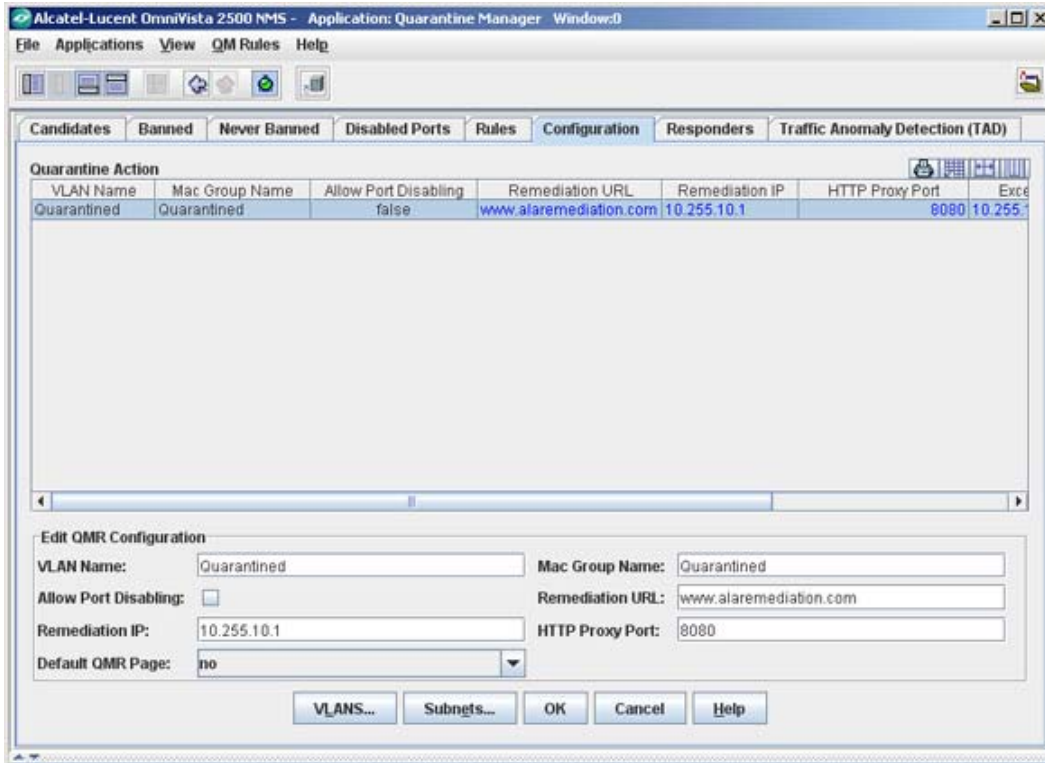 Alcatel-Lucent OmniVista 2500 NMS - Application: Quarantine Manager Window:0
File Applications View QM Rules Help
Candidates Banned Never Banned Disabled Ports Rules Configuration Responders Traffic Anomaly Detection (TAD)
Quarantine Action
VLAN Name Mac Group Name Allow Port Disabling Remediation URL Remediation IP HTTP Proxy Port Exce
Quarantined Quarantined false www.alaremediation.com 10.255.10.1 8080 10.255.1
Edit QMR Configuration
VLAN Name: Quarantined Mac Group Name: Quarantined
Allow Port Disabling: Remediation URL: www.alaremediation.com
Remediation IP: 10.255.10.1 HTTP Proxy Port: 8080
Default QMR Page: no
VLANS... Subnets... OK Cancel Help